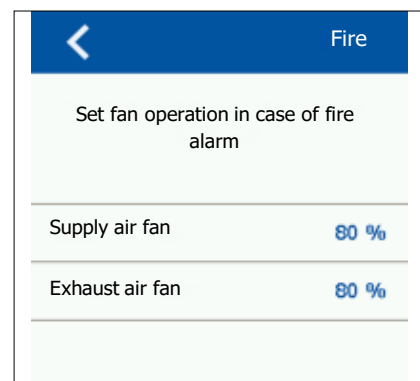 Fire
Set fan operation in case of fire
alarm
Supply air fan 80 %
Exhaust air fan 80 %